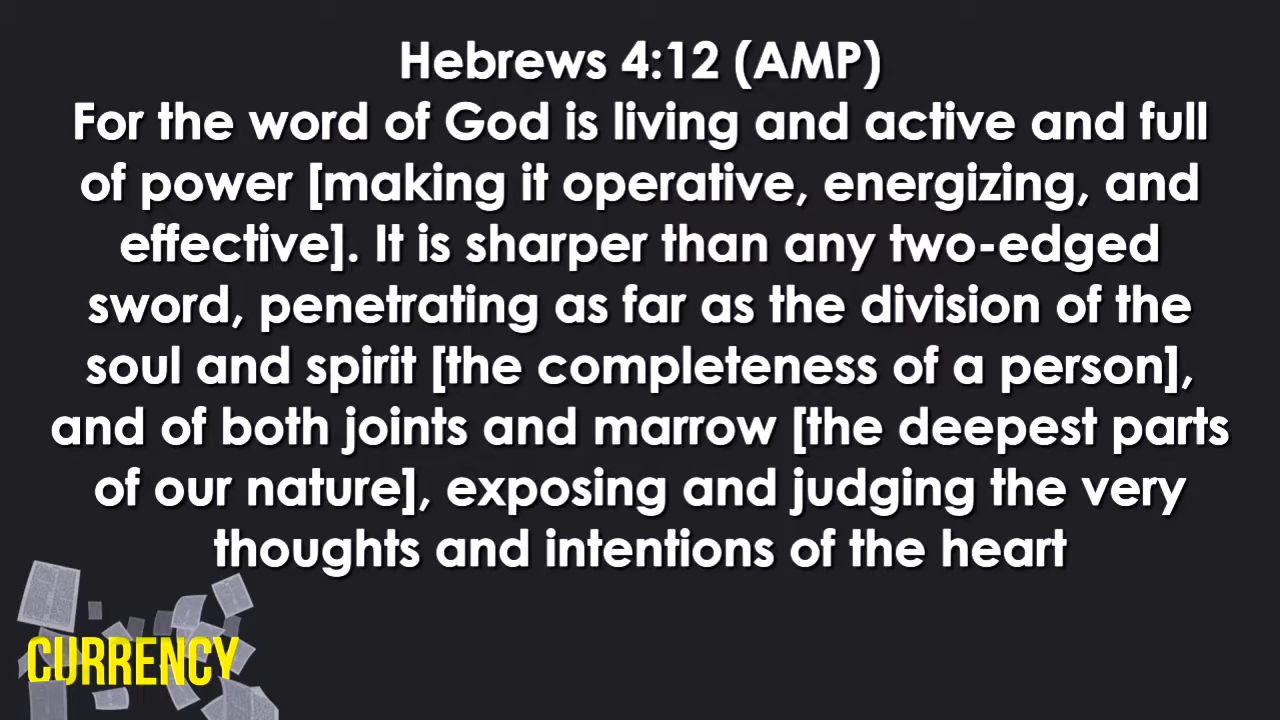 Hebrews 4:12 (AMP)
For the word of God is living and active and full
of power [making it operative, energizing, and
effective]. It is sharper than any two-edged
sword, penetrating as far as the division of the
soul and spirit [the completeness of a person],
and of both joints and marrow [the deepest parts
of our nature], exposing and judging the very
thoughts and intentions of the heart
CURRENCY